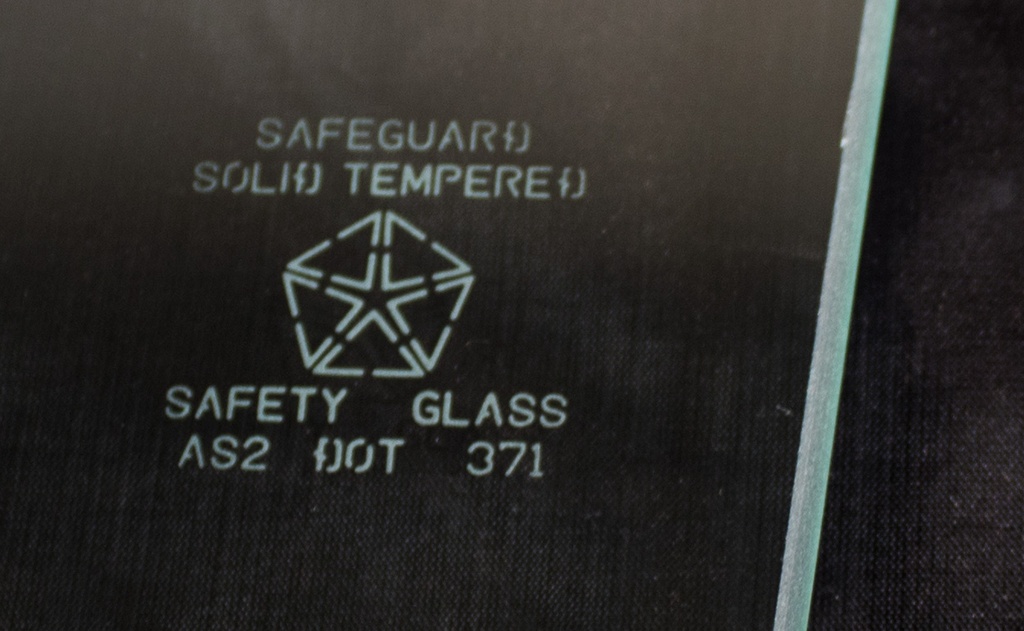 SAFEGUARD
SOLID TEMPERED
SAFETY GLASS
AS2 DOT 371